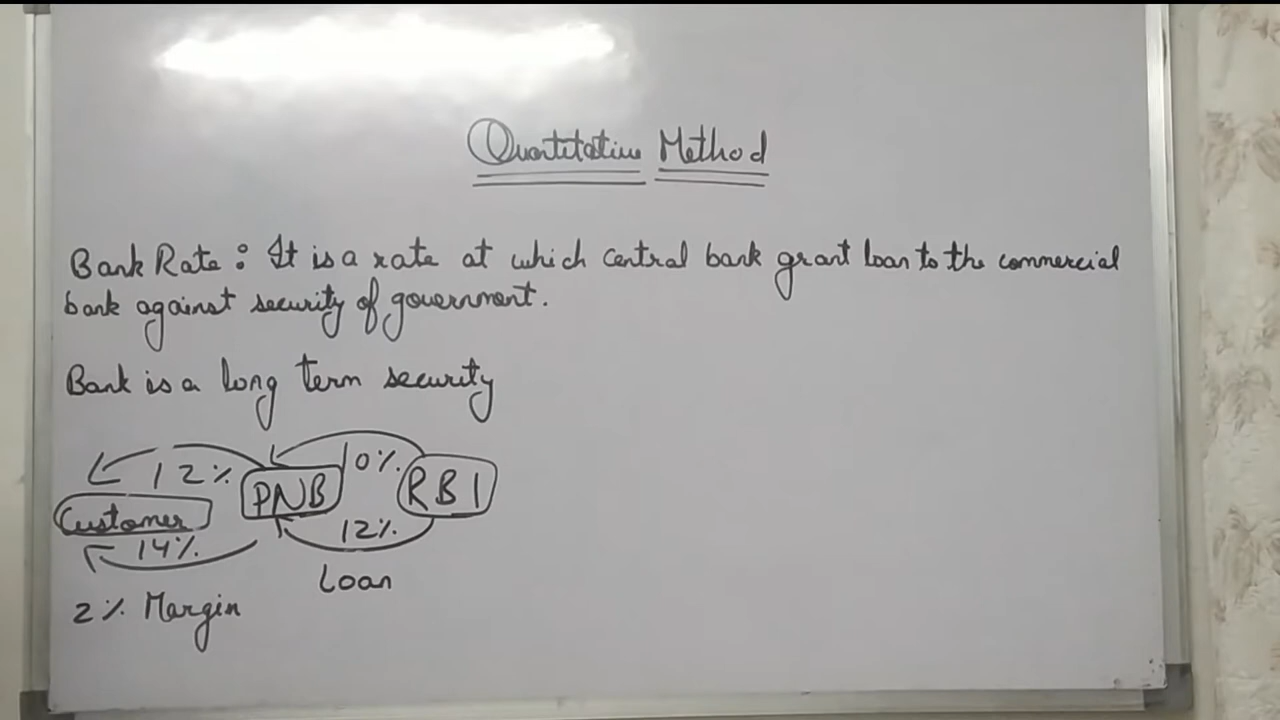 Quantitative Method
Bank Rate: It is a rate at which central bank grant loan to the commercial
bank against security of government.
Bank is a long term security
12% 10%
Customer PNB RBI
14% 12%
Loan
2% Margin